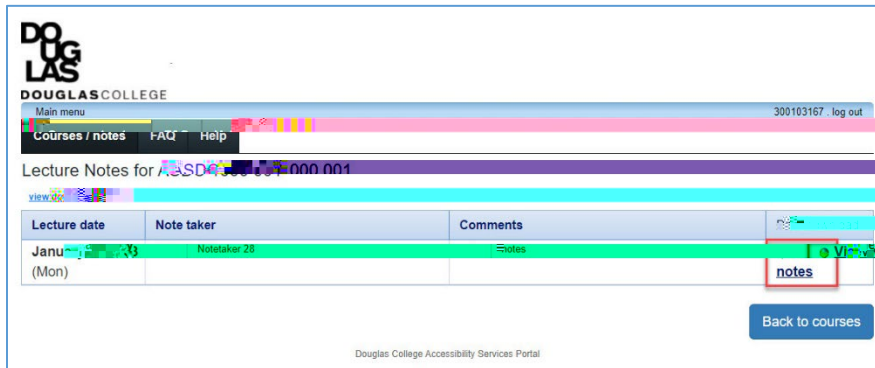 DOUGLAS
DOUGLASCOLLEGE
Main menu 300103167 . log out
Courses / notes FAQ Help
Lecture Notes for 001
view
Lecture date Note taker Comments
Notetaker 28 notes
(Mon) notes
Back to courses
Douglas College Accessibility Services Portal